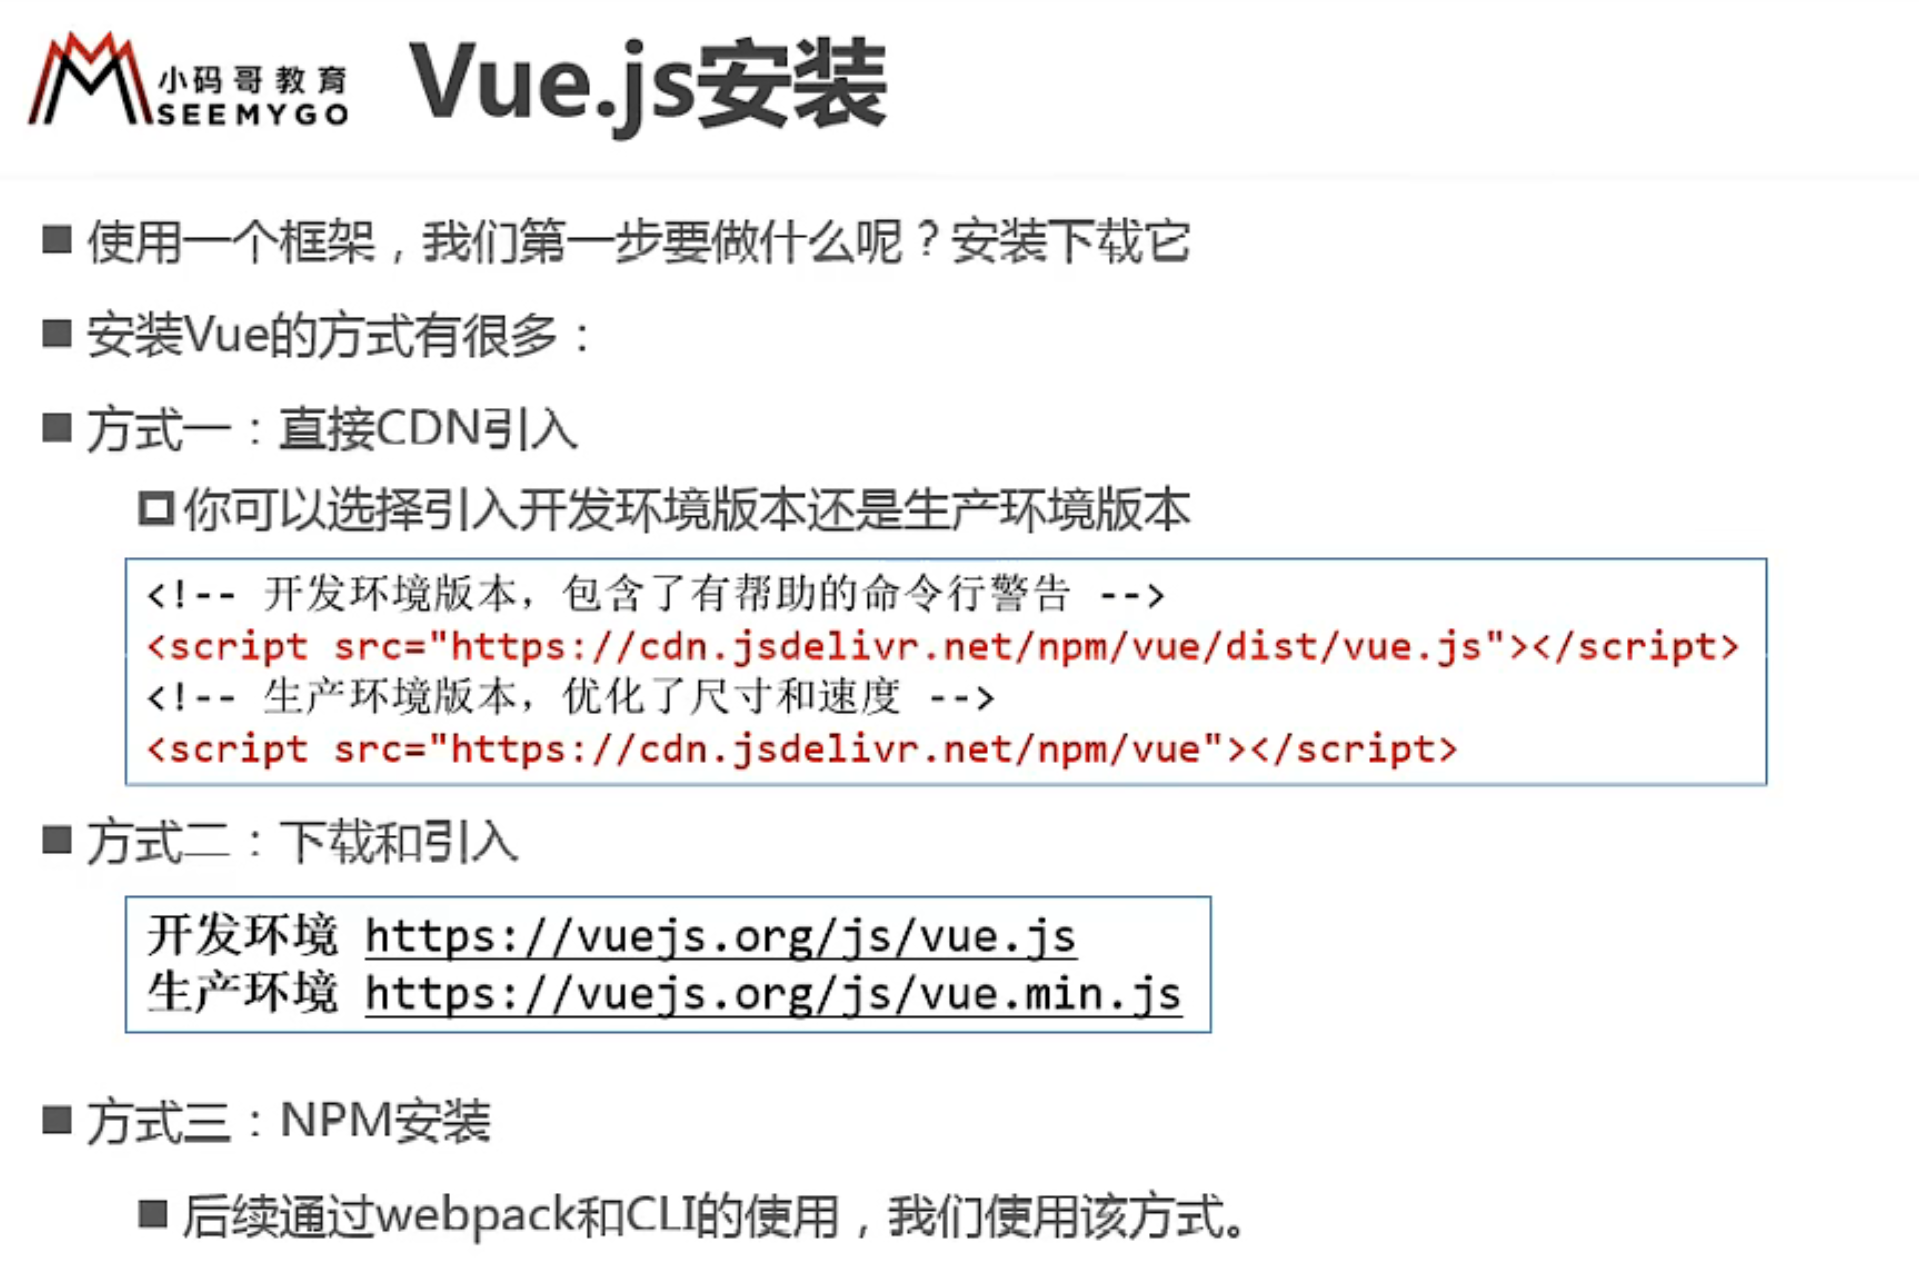 小码哥教育
SEEMYGO
Vue.js安装
使用一个框架，我们第一步要做什么呢？安装下载它
安装Vue的方式有很多：
方式一：直接CDN引入
你可以选择引入开发环境版本还是生产环境版本
<!-- 开发环境版本，包含了有帮助的命令行警告 -->
<script src="https://cdn.jsdelivr.net/npm/vue/dist/vue.js"></script>
<!-- 生产环境版本，优化了尺寸和速度 -->
<script src="https://cdn.jsdelivr.net/npm/vue"></script>
方式二：下载和引入
开发环境 https://vuejs.org/js/vue.js
生产环境 https://vuejs.org/js/vue.min.js
方式三：NPM安装
后续通过webpack和CLI的使用，我们使用该方式。